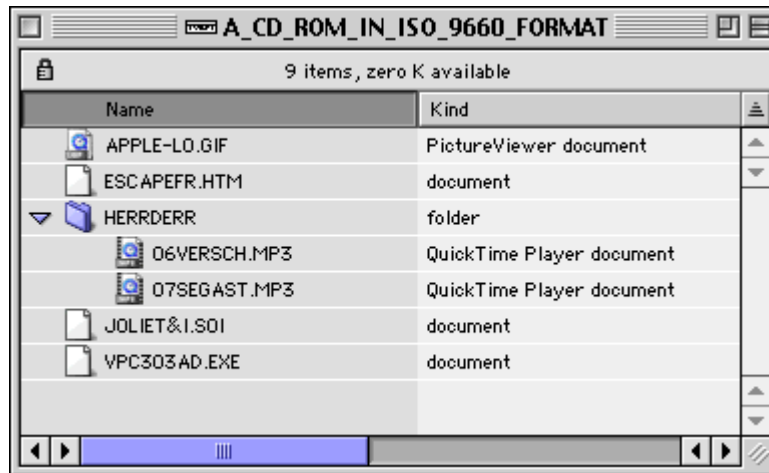 A_CD_ROM_IN_ISO_9660_FORMAT
9 items, zero K available
Name Kind
APPLE-LO.GIF PictureViewer document
ESCAPEFR.HTM document
HERRDERR folder
06VERSCH.MP3 QuickTime Player document
07SEGAST.MP3 QuickTime Player document
JOLIET&I.SOI document
VPC303AD.EXE document